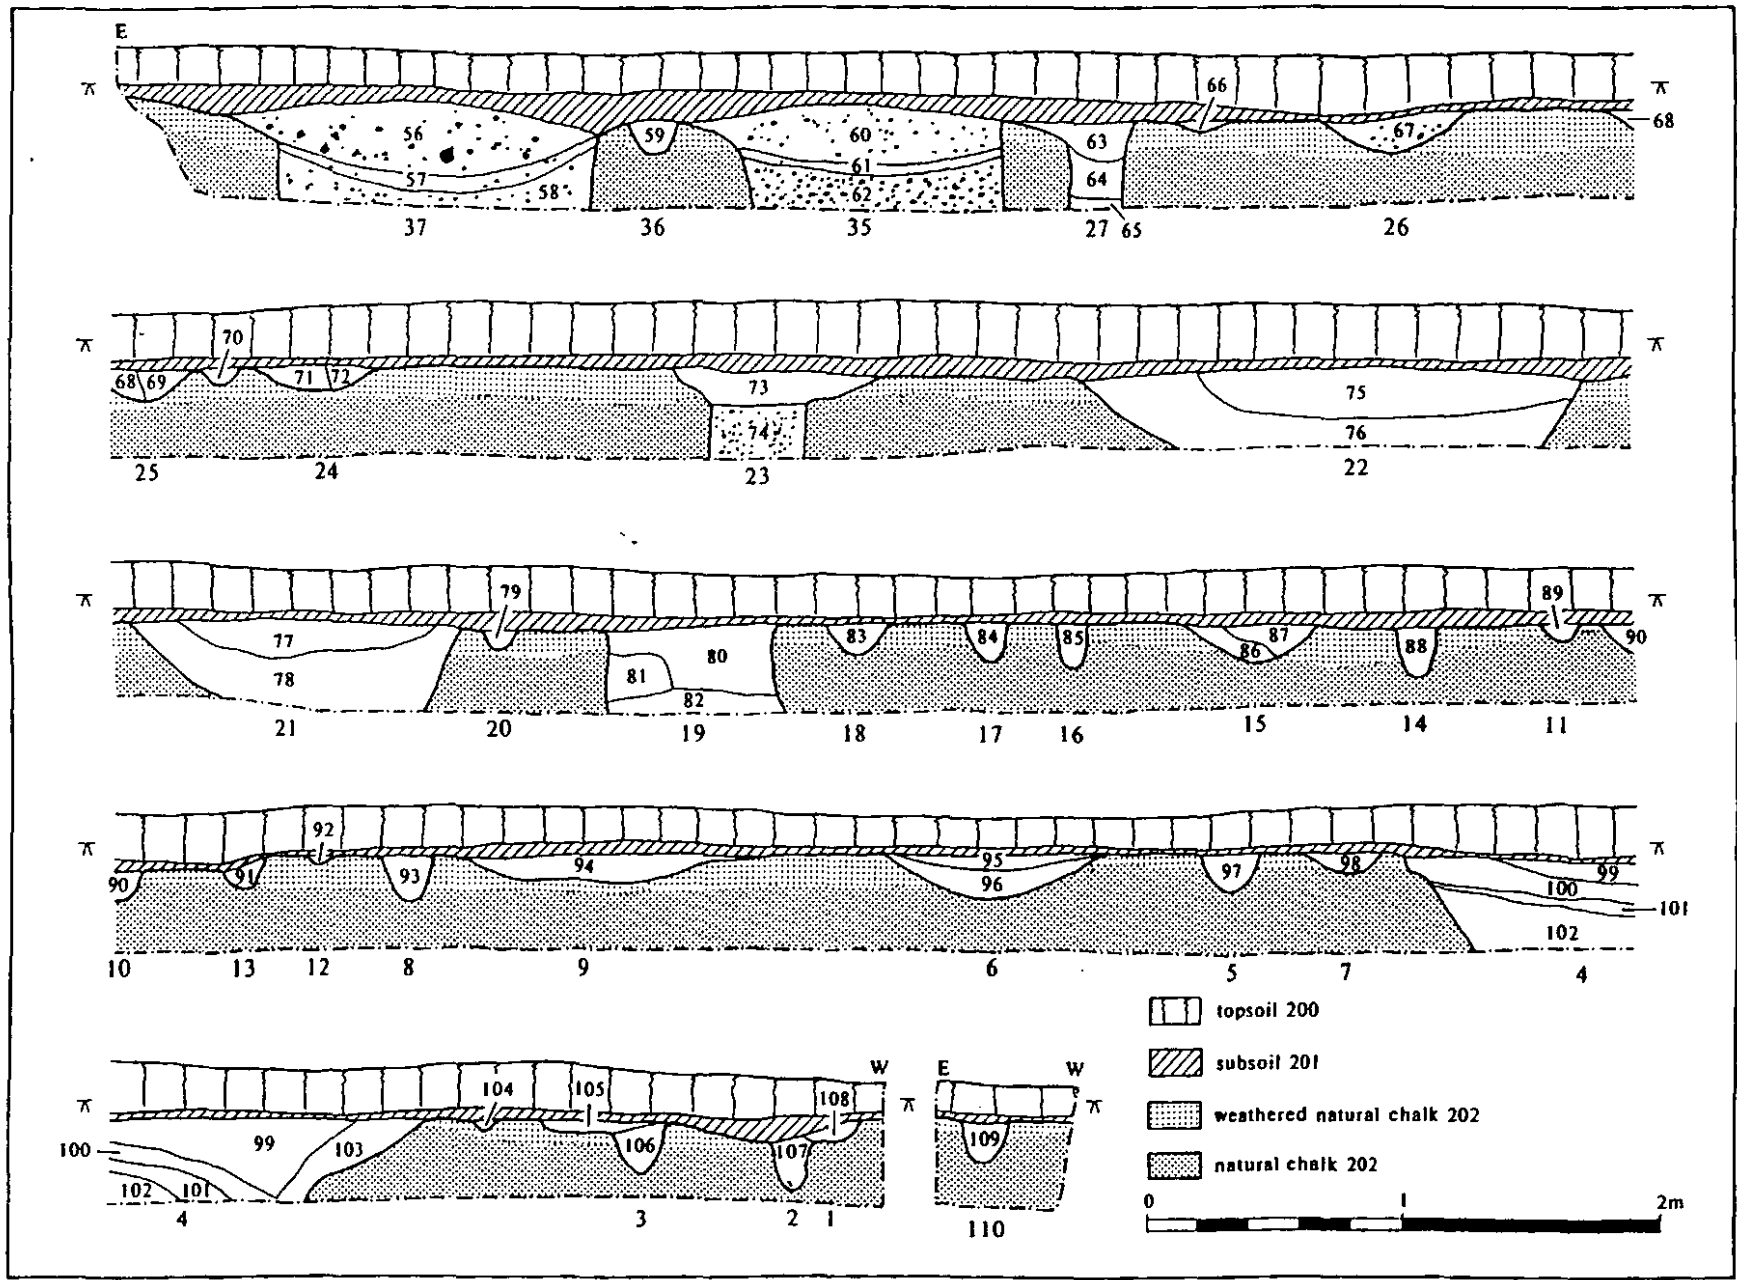 E
66
56 59 60 63 67 68
57 61 64
58 62
37 36 35 27 65 26
70
68 69 71 72 73 75
74 76
25 24 23 22
79 89
77 80 83 84 85 87 90
78 81 86 88
82
21 20 19 18 17 16 15 14 11
92
90 91 93 94 95 97 98 99
96 100
101
102
10 13 12 8 9 6 5 7 4
topsoil 200
subsoil 201
weathered natural chalk 202
natural chalk 202
0 1 2m
W E W
104 105 108
99 103 106 107 109
100
102 101
4 3 2 1 110